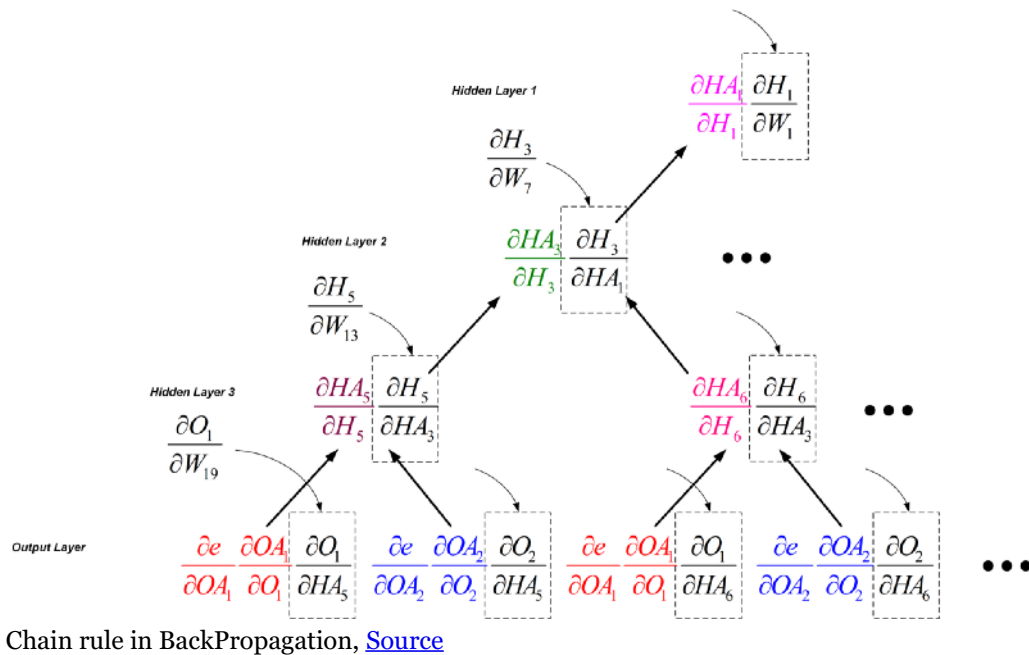 ∂HA₁/∂H₁ ∂H₁/∂W₁
Hidden Layer 1
∂H₃/∂W₇
∂HA₃/∂H₃ ∂H₃/∂HA₁
Hidden Layer 2
∂H₅/∂W₁₃
∂HA₅/∂H₅ ∂H₅/∂HA₃ ∂HA₆/∂H₆ ∂H₆/∂HA₃
Hidden Layer 3
∂O₁/∂W₁₉
Output Layer
∂e/∂OA₁ ∂OA₁/∂O₁ ∂O₁/∂HA₅ ∂e/∂OA₂ ∂OA₂/∂O₂ ∂O₂/∂HA₅ ∂e/∂OA₁ ∂OA₁/∂O₁ ∂O₁/∂HA₆ ∂e/∂OA₂ ∂OA₂/∂O₂ ∂O₂/∂HA₆
Chain rule in BackPropagation, Source